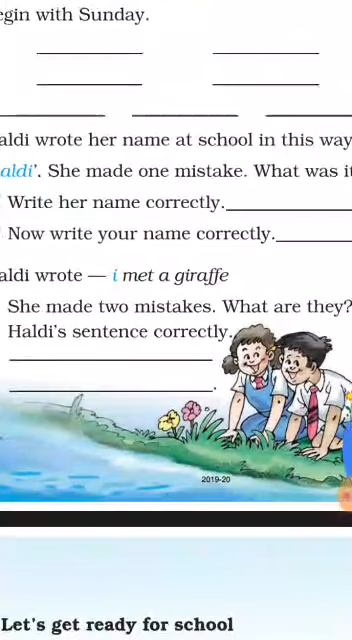 egin with Sunday.
aldi wrote her name at school in this way
aldi'. She made one mistake. What was it
Write her name correctly.
Now write your name correctly.
aldi wrote — i met a giraffe
She made two mistakes. What are they?
Haldi's sentence correctly.
.
2019-20
Let's get ready for school